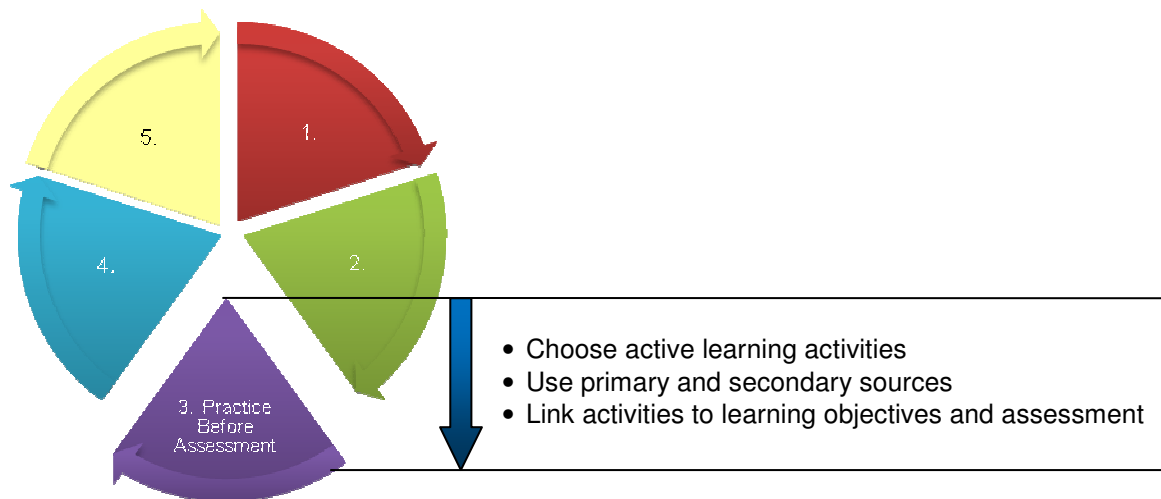 5.
1.
4.
2.
3. Practice
Before
Assessment
• Choose active learning activities
• Use primary and secondary sources
• Link activities to learning objectives and assessment